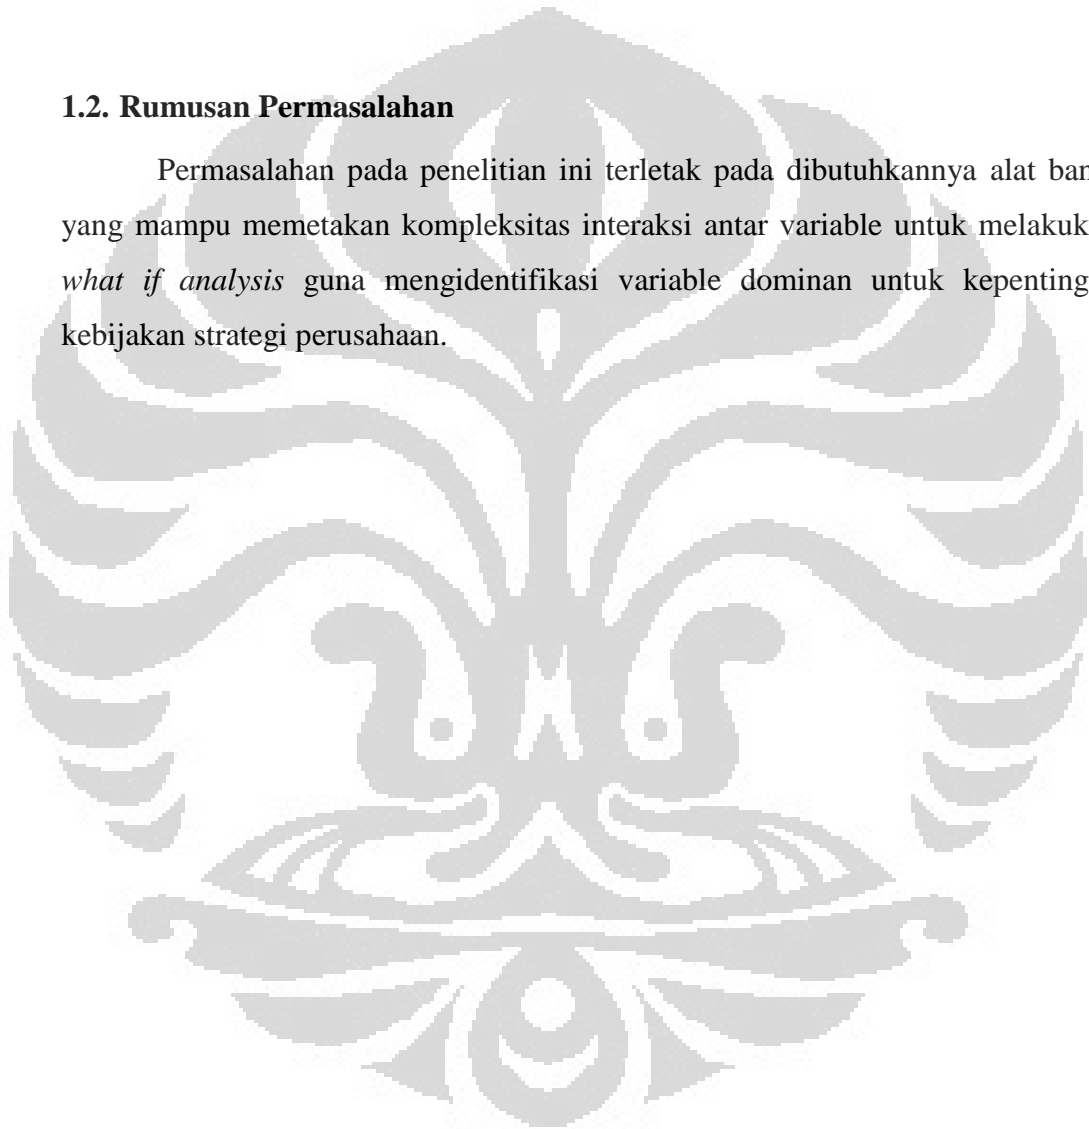 1.2. Rumusan Permasalahan
Permasalahan pada penelitian ini terletak pada dibutuhkannya alat ban
yang mampu memetakan kompleksitas interaksi antar variable untuk melakuk
what if analysis guna mengidentifikasi variable dominan untuk kepenting
kebijakan strategi perusahaan.